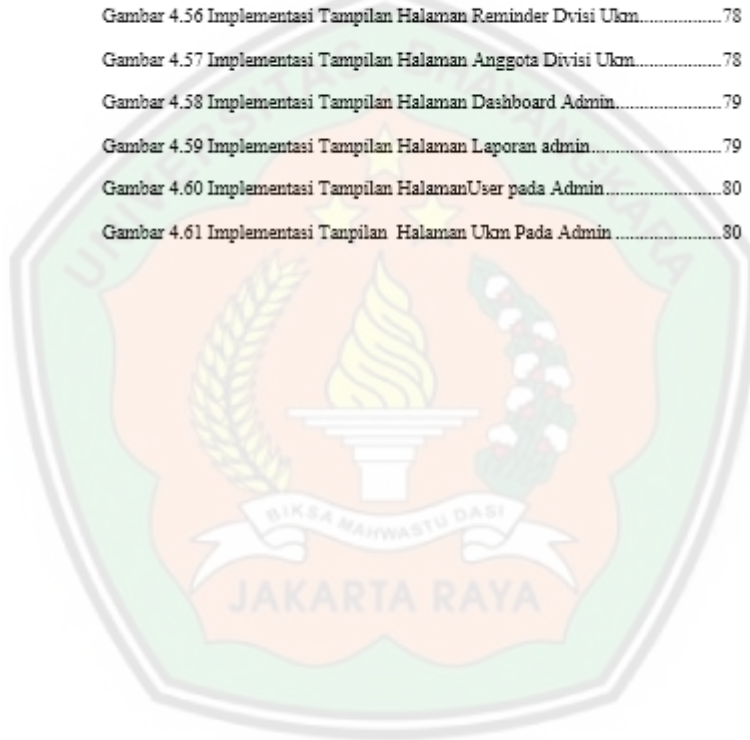 Gambar 4.56 Implementasi Tampilan Halaman Reminder Dvisi Ukm..................78
Gambar 4.57 Implementasi Tampilan Halaman Anggota Divisi Ukm..................78
Gambar 4.58 Implementasi Tampilan Halaman Dashboard Admin.......................79
Gambar 4.59 Implementasi Tampilan Halaman Laporan admin............................79
Gambar 4.60 Implementasi Tampilan HalamanUser pada Admin.........................80
Gambar 4.61 Implementasi Tanpilan Halaman Ukm Pada Admin .......................80
UNIVERSITAS BHAYANGKARA
BIKSA MAHWASTU DASI
JAKARTA RAYA